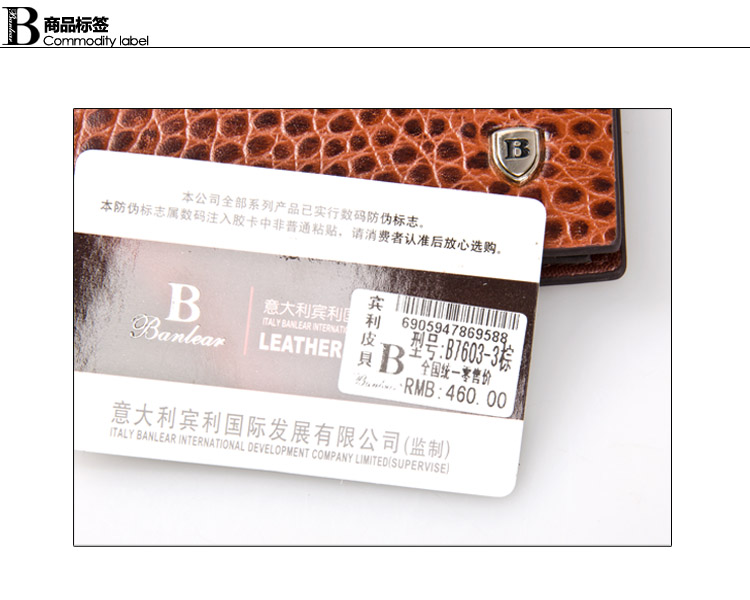 B
Banlear
商品标签
Commodity label
B
本公司全部系列产品已实行数码防伪标志。
本防伪标志属数码注入胶卡中非普通粘贴，请消费者认准后放心选购。
B
Banlear
意大利宾利国
ITALY BANLEAR INTERNATIO
LEATHER
宾利皮具
B
Banlear
6905947869588
型号:B7603-3棕
全国统一零售价
RMB:460.00
意大利宾利国际发展有限公司(监制)
ITALY BANLEAR INTERNATIONAL DEVELOPMENT COMPANY LIMITED(SUPERVISE)